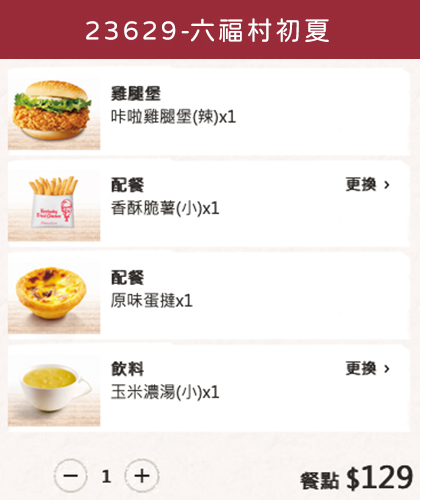 23629-六福村初夏
雞腿堡
咔啦雞腿堡(辣)x1
配餐
更換 ›
香酥脆薯(小)x1
配餐
原味蛋撻x1
飲料
更換 ›
玉米濃湯(小)x1
− 1 +
餐點 $129